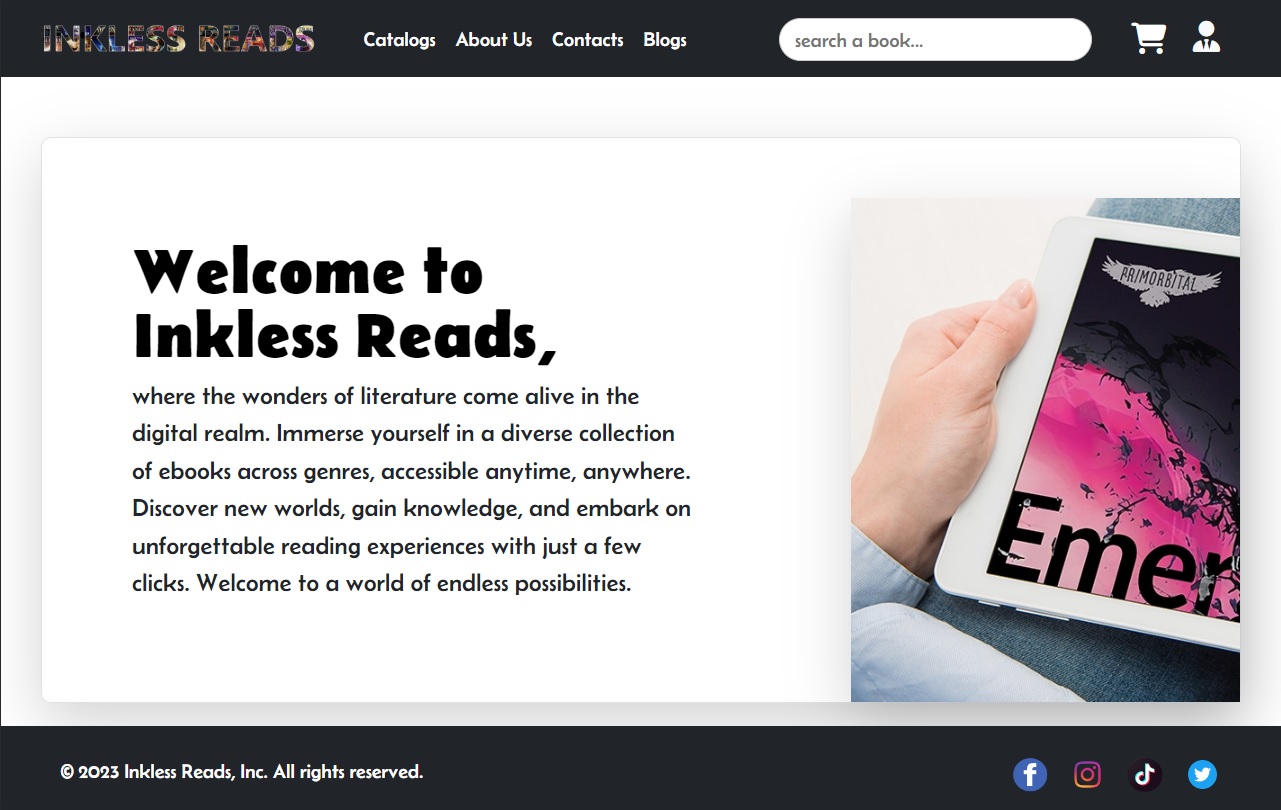 INKLESS READS
Catalogs About Us Contacts Blogs
search a book...
Welcome to
Inkless Reads,
where the wonders of literature come alive in the
digital realm. Immerse yourself in a diverse collection
of ebooks across genres, accessible anytime, anywhere.
Discover new worlds, gain knowledge, and embark on
unforgettable reading experiences with just a few
clicks. Welcome to a world of endless possibilities.
PRIMORBITAL
Emer
© 2023 Inkless Reads, Inc. All rights reserved.